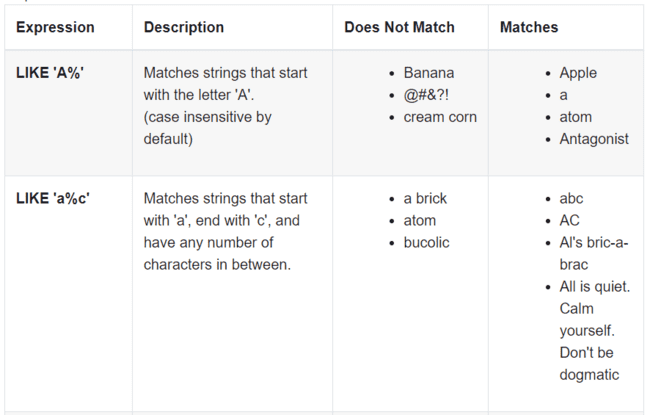 Expression Description Does Not Match Matches
LIKE 'A%'
Matches strings that start
with the letter 'A'.
(case insensitive by
default)
• Banana
• @#&?!
• cream corn
• Apple
• a
• atom
• Antagonist
LIKE 'a%c'
Matches strings that start
with 'a', end with 'c', and
have any number of
characters in between.
• a brick
• atom
• bucolic
• abc
• AC
• Al's bric-a-
brac
• All is quiet.
Calm
yourself.
Don't be
dogmatic